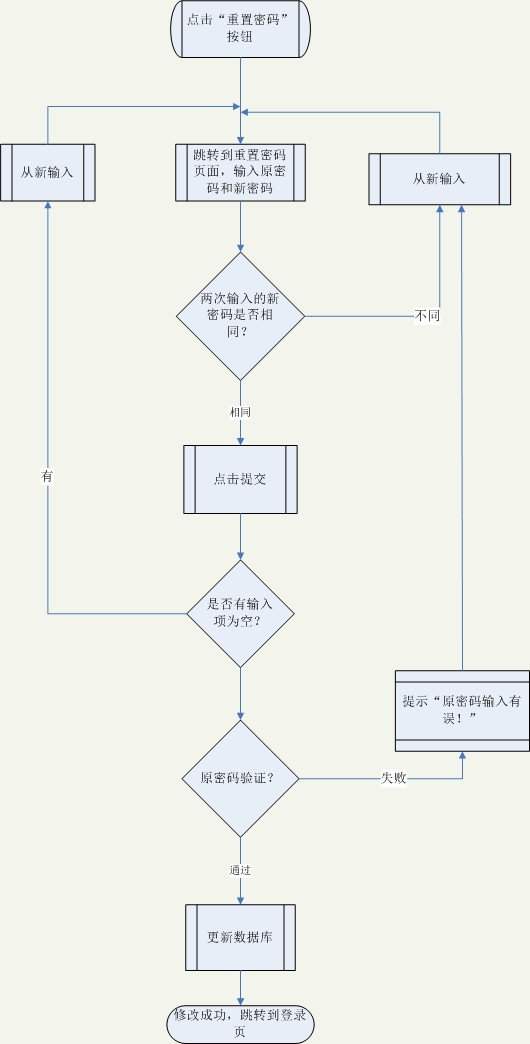 点击“重置密码”
按钮
从新输入
跳转到重置密码
页面，输入原密
码和新密码
从新输入
两次输入的新
密码是否相
同？
不同
相同
有
点击提交
是否有输入
项为空？
提示“原密码输入有
误！”
原密码验证？
失败
通过
更新数据库
修改成功，跳转到登录
页